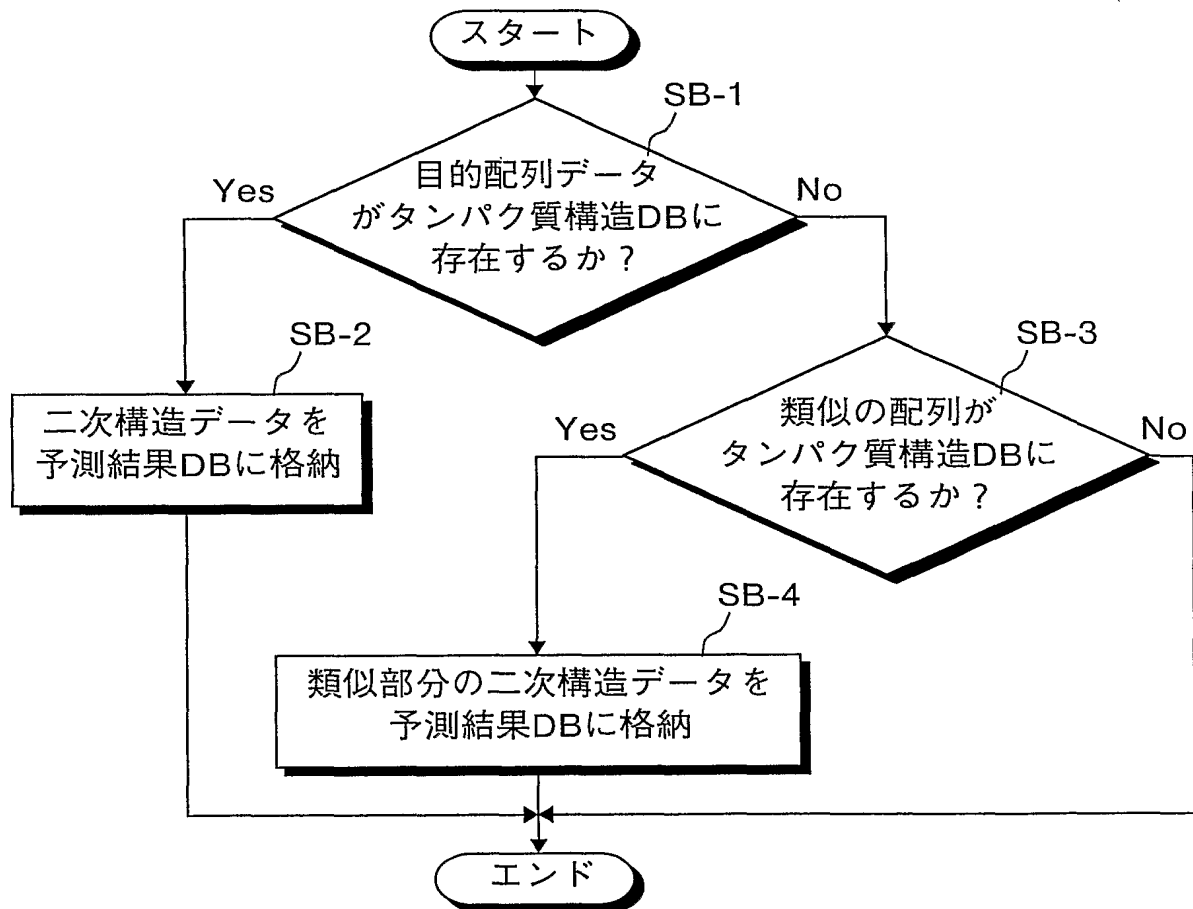 スタート
SB-1
目的配列データ
がタンパク質構造DBに
存在するか？
Yes
No
SB-2
二次構造データを
予測結果DBに格納
SB-3
類似の配列が
タンパク質構造DBに
存在するか？
Yes
No
SB-4
類似部分の二次構造データを
予測結果DBに格納
エンド